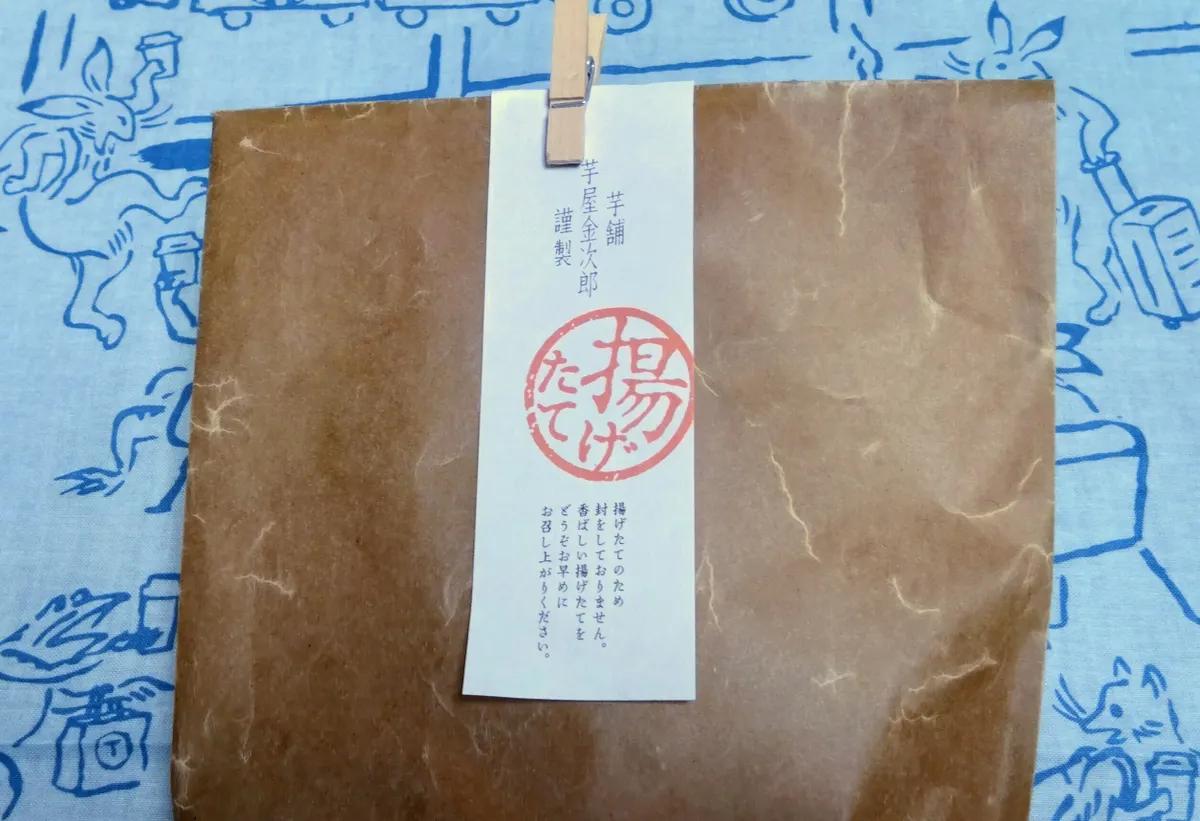 芋舗
芋屋金次郎
謹製
揚げ
たて
揚げたてのため
封をしておりません。
香ばしい揚げたてを
どうぞお早めに
お召し上がりください。
T